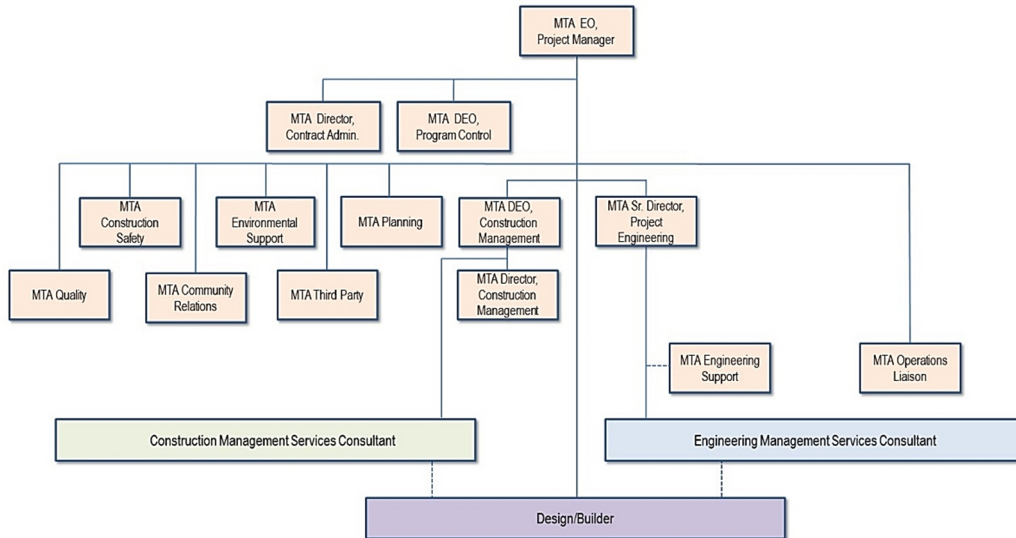 MTA EO,
Project Manager
MTA Director,
Contract Admin.
MTA DEO,
Program Control
MTA
Construction
Safety
MTA
Environmental
Support
MTA Planning
MTA DEO,
Construction
Management
MTA Sr. Director,
Project
Engineering
MTA Quality
MTA Community
Relations
MTA Third Party
MTA Director,
Construction
Management
MTA Engineering
Support
MTA Operations
Liaison
Construction Management Services Consultant
Engineering Management Services Consultant
Design/Builder